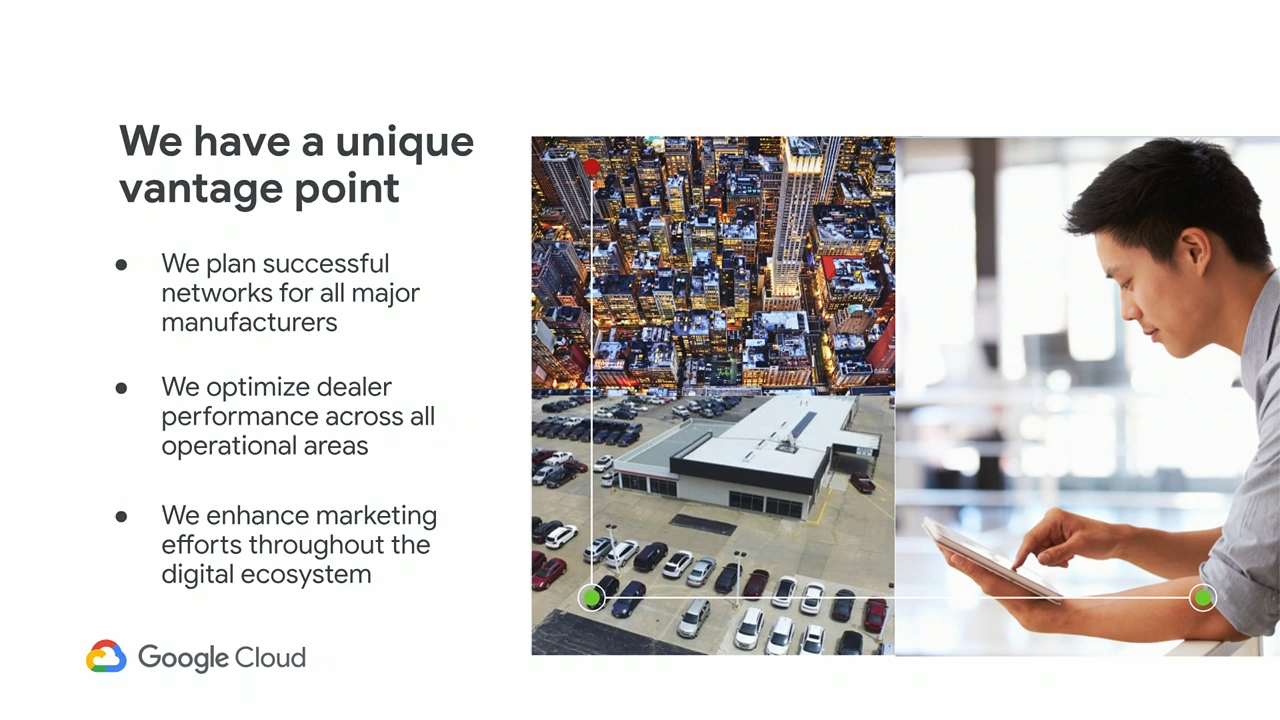 We have a unique
vantage point
● We plan successful
networks for all major
manufacturers
● We optimize dealer
performance across all
operational areas
● We enhance marketing
efforts throughout the
digital ecosystem
Google Cloud